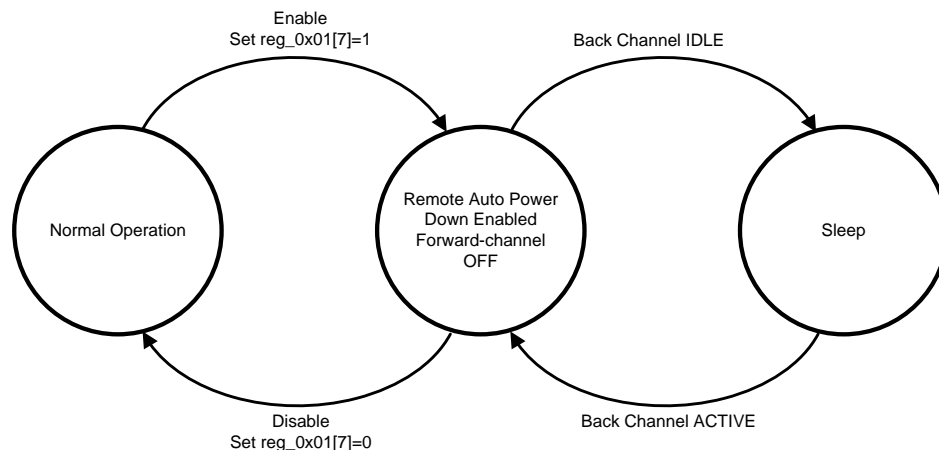 Enable
Set reg_0x01[7]=1
Back Channel IDLE
Normal Operation
Remote Auto Power
Down Enabled
Forward-channel
OFF
Sleep
Disable
Set reg_0x01[7]=0
Back Channel ACTIVE